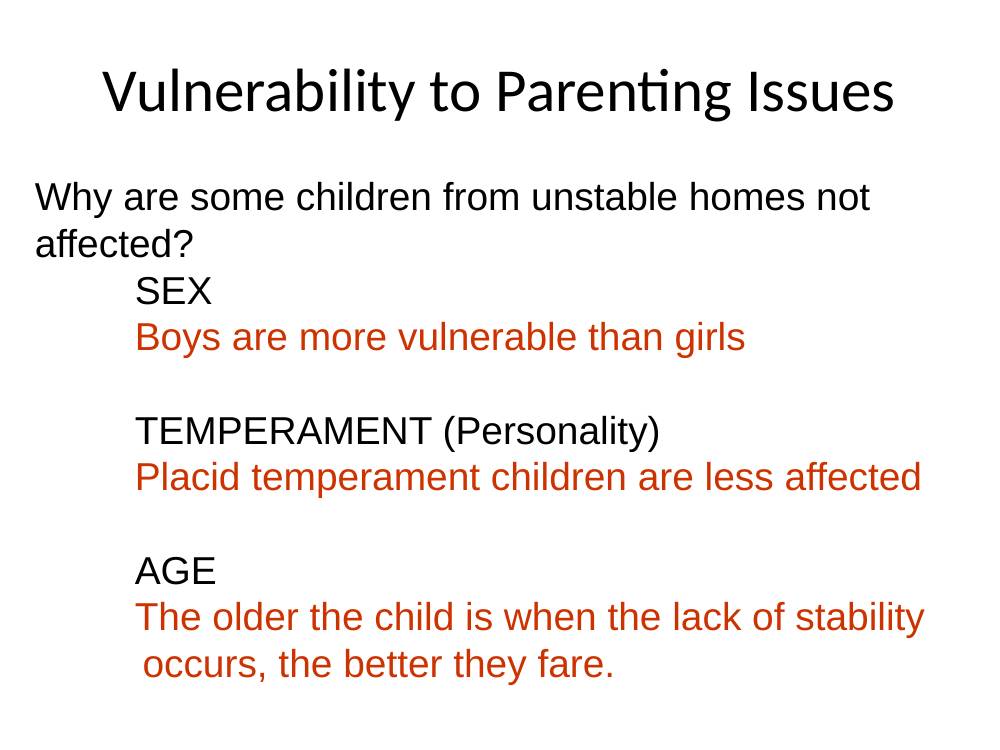 Vulnerability to Parenting Issues
Why are some children from unstable homes not
affected?
SEX
Boys are more vulnerable than girls
TEMPERAMENT (Personality)
Placid temperament children are less affected
AGE
The older the child is when the lack of stability
occurs, the better they fare.